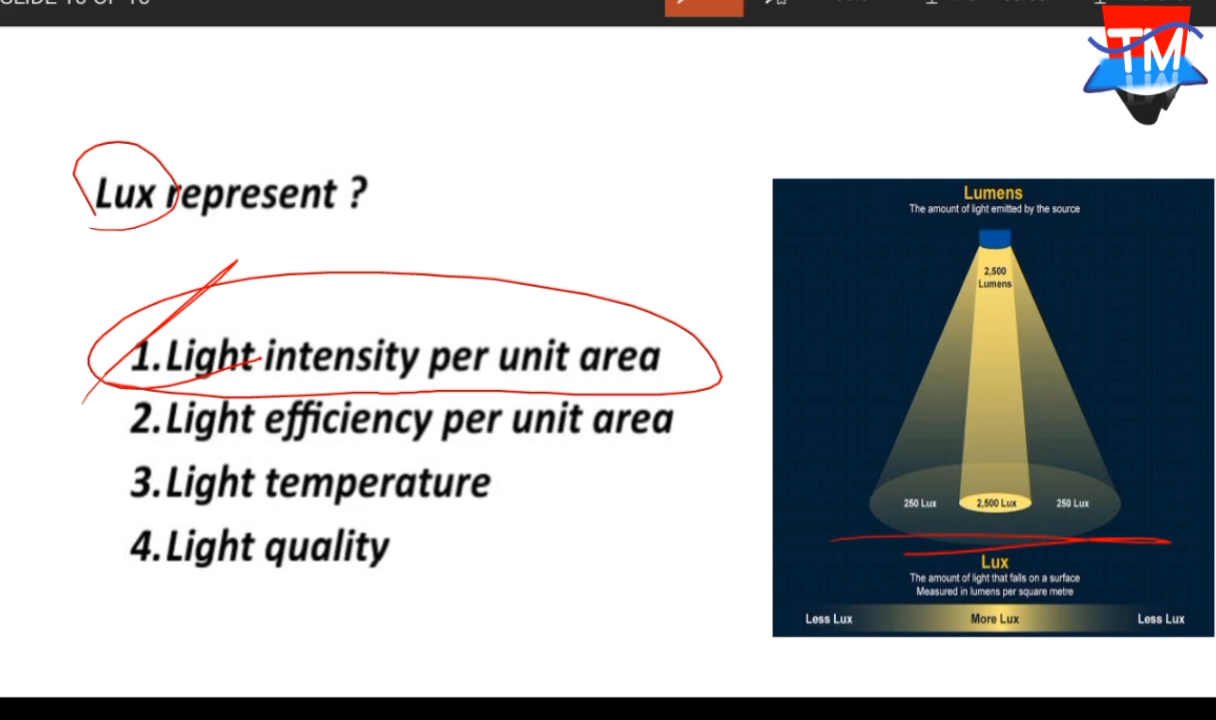 TM
Lux represent ?
1. Light intensity per unit area
2. Light efficiency per unit area
3. Light temperature
4. Light quality
Lumens
The amount of light emitted by the source
2,500
Lumens
250 Lux
2,500 Lux
250 Lux
Lux
The amount of light that falls on a surface
Measured in lumens per square metre
Less Lux
More Lux
Less Lux